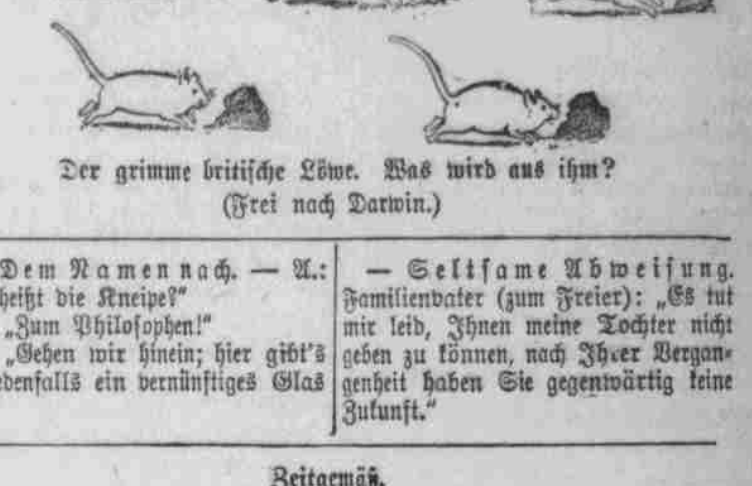 Der grimme britische Löwe. Was wird aus ihm?
(Frei nach Darwin.)
Dem Namen nach. — A.:
heißt die Kneipe?"
„Zum Philosophen!"
„Gehen wir hinein; hier gibt's
ebenfalls ein vernünftiges Glas
— Seltsame Abweisung.
Familienvater (zum Freier): „Es tut
mir leid, Ihnen meine Tochter nicht
geben zu können, nach Ihrer Vergan-
genheit haben Sie gegenwärtig keine
Zukunft."
Zeitgemäß.